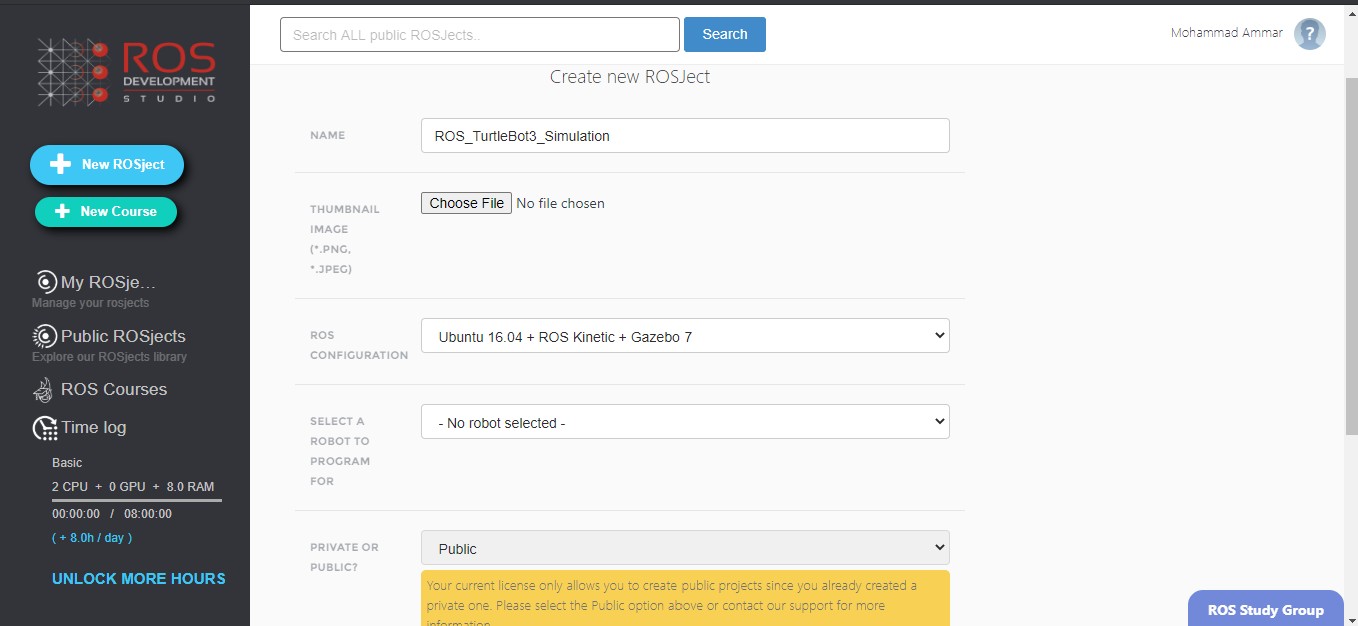 ROS
DEVELOPMENT
STUDIO
New ROSject
New Course
My ROSje...
Manage your rosjects
Public ROSjects
Explore our ROSjects library
ROS Courses
Time log
Basic
2 CPU + 0 GPU + 8.0 RAM
00:00:00 / 08:00:00
( + 8.0h / day )
UNLOCK MORE HOURS
Search ALL public ROSJects..
Search
Mohammad Ammar
?
Create new ROSJect
NAME
ROS_TurtleBot3_Simulation
THUMBNAIL
IMAGE
(*.PNG,
*.JPEG)
Choose File No file chosen
ROS
CONFIGURATION
Ubuntu 16.04 + ROS Kinetic + Gazebo 7
SELECT A
ROBOT TO
PROGRAM
FOR
- No robot selected -
PRIVATE OR
PUBLIC?
Public
Your current license only allows you to create public projects since you already created a
private one. Please select the Public option above or contact our support for more
information
ROS Study Group